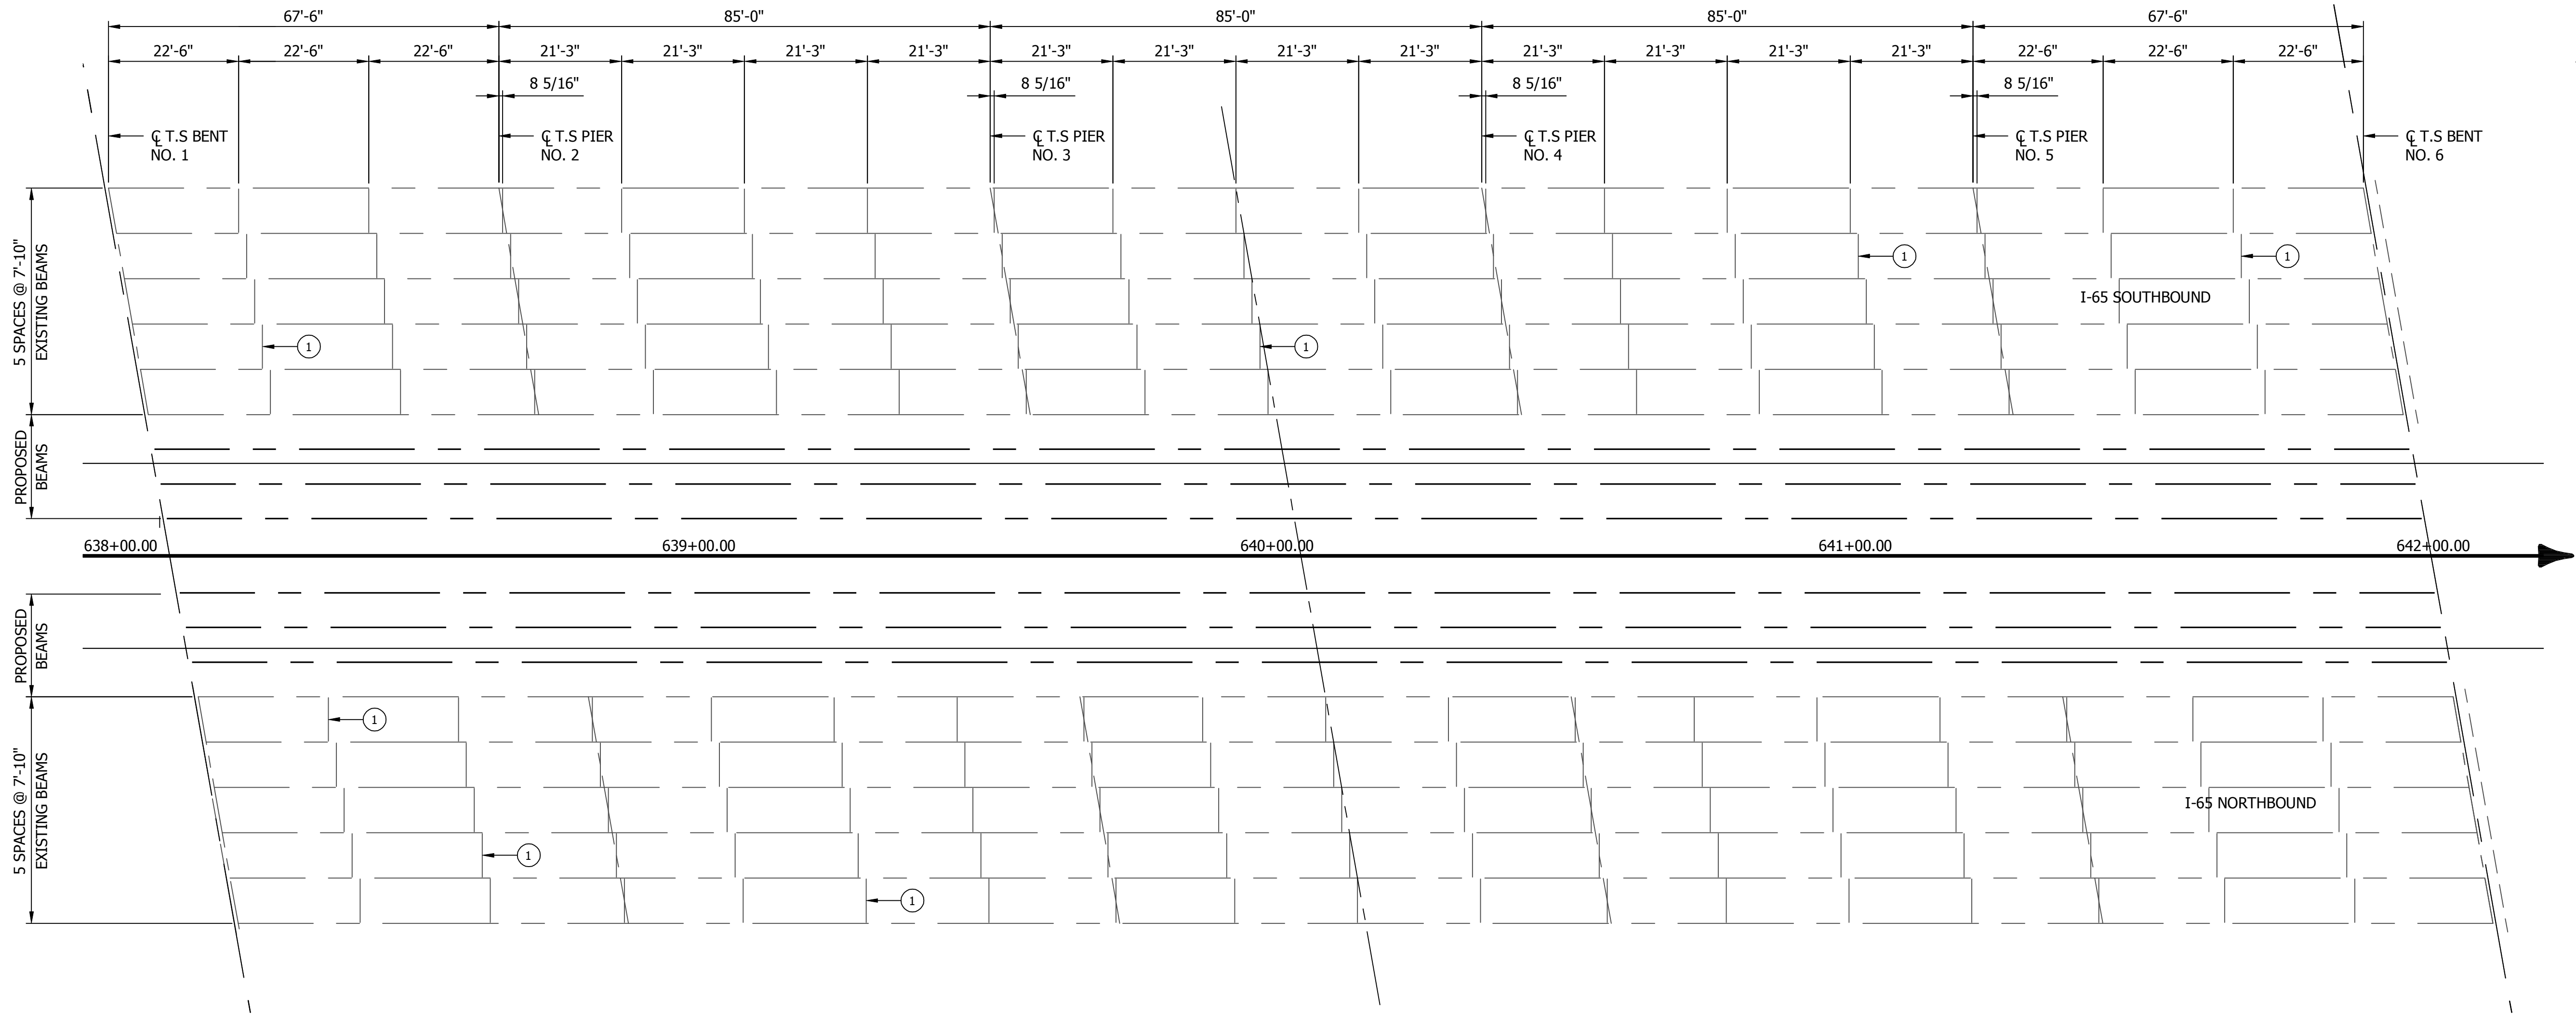 67'-6" 85'-0" 85'-0" 85'-0" 67'-6"
22'-6" 22'-6" 22'-6" 21'-3" 21'-3" 21'-3" 21'-3" 21'-3" 21'-3" 21'-3" 21'-3" 21'-3" 21'-3" 21'-3" 21'-3" 22'-6" 22'-6" 22'-6"
8 5/16" 8 5/16" 8 5/16" 8 5/16"
℄ T.S BENT
NO. 1
℄ T.S PIER
NO. 2
℄ T.S PIER
NO. 3
℄ T.S PIER
NO. 4
℄ T.S PIER
NO. 5
℄ T.S BENT
NO. 6
5 SPACES @ 7'-10"
EXISTING BEAMS
1 1
I-65 SOUTHBOUND
1 1
PROPOSED
BEAMS
638+00.00 639+00.00 640+00.00 641+00.00 642+00.00
PROPOSED
BEAMS
5 SPACES @ 7'-10"
EXISTING BEAMS
1
I-65 NORTHBOUND
1
1